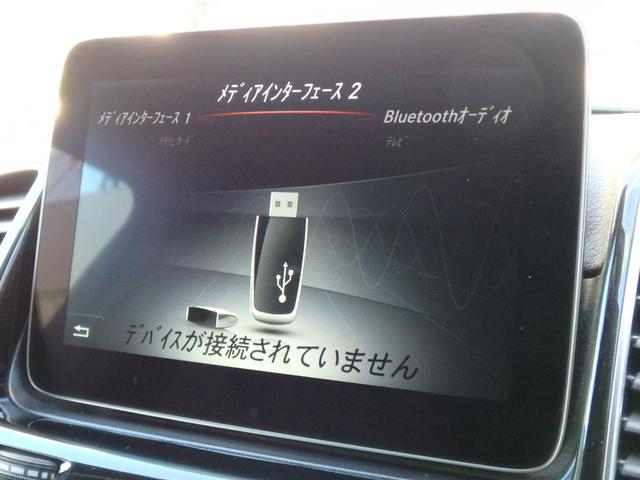 メディアインターフェース 2
メディアインターフェース 1
Bluetoothオーディオ
メモリーカード
テレビ
デバイスが接続されていません